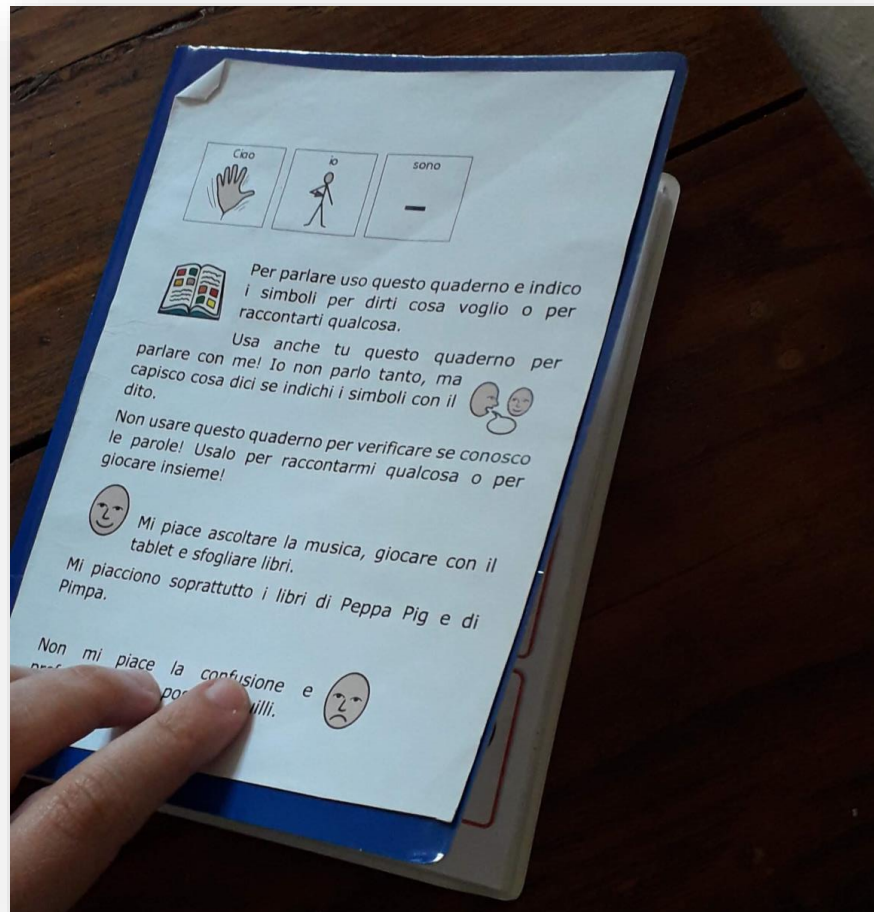 Ciao io sono
Per parlare uso questo quaderno e indico
i simboli per dirti cosa voglio o per
raccontarti qualcosa.
Usa anche tu questo quaderno per
parlare con me! Io non parlo tanto, ma
capisco cosa dici se indichi i simboli con il
dito.
Non usare questo quaderno per verificare se conosco
le parole! Usalo per raccontarmi qualcosa o per
giocare insieme!
Mi piace ascoltare la musica, giocare con il
tablet e sfogliare libri.
Mi piacciono soprattutto i libri di Peppa Pig e di
Pimpa.
Non mi piace la confusione e